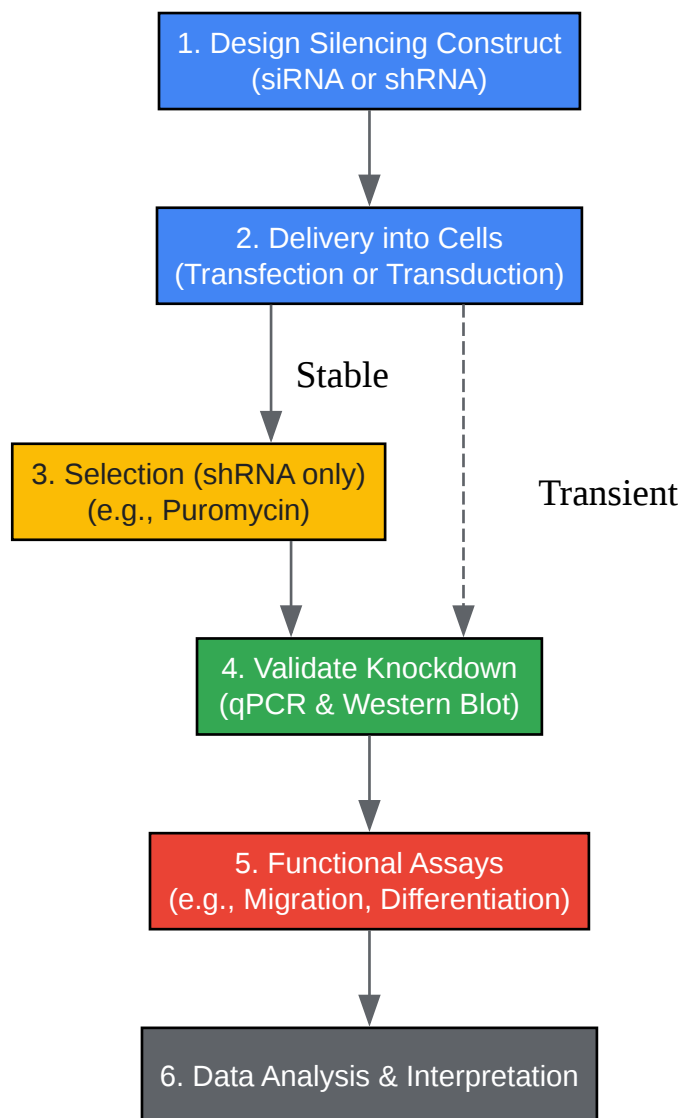 1. Design Silencing Construct
(siRNA or shRNA)
2. Delivery into Cells
(Transfection or Transduction)
Stable
3. Selection (shRNA only)
(e.g., Puromycin)
Transient
4. Validate Knockdown
(qPCR & Western Blot)
5. Functional Assays
(e.g., Migration, Differentiation)
6. Data Analysis & Interpretation